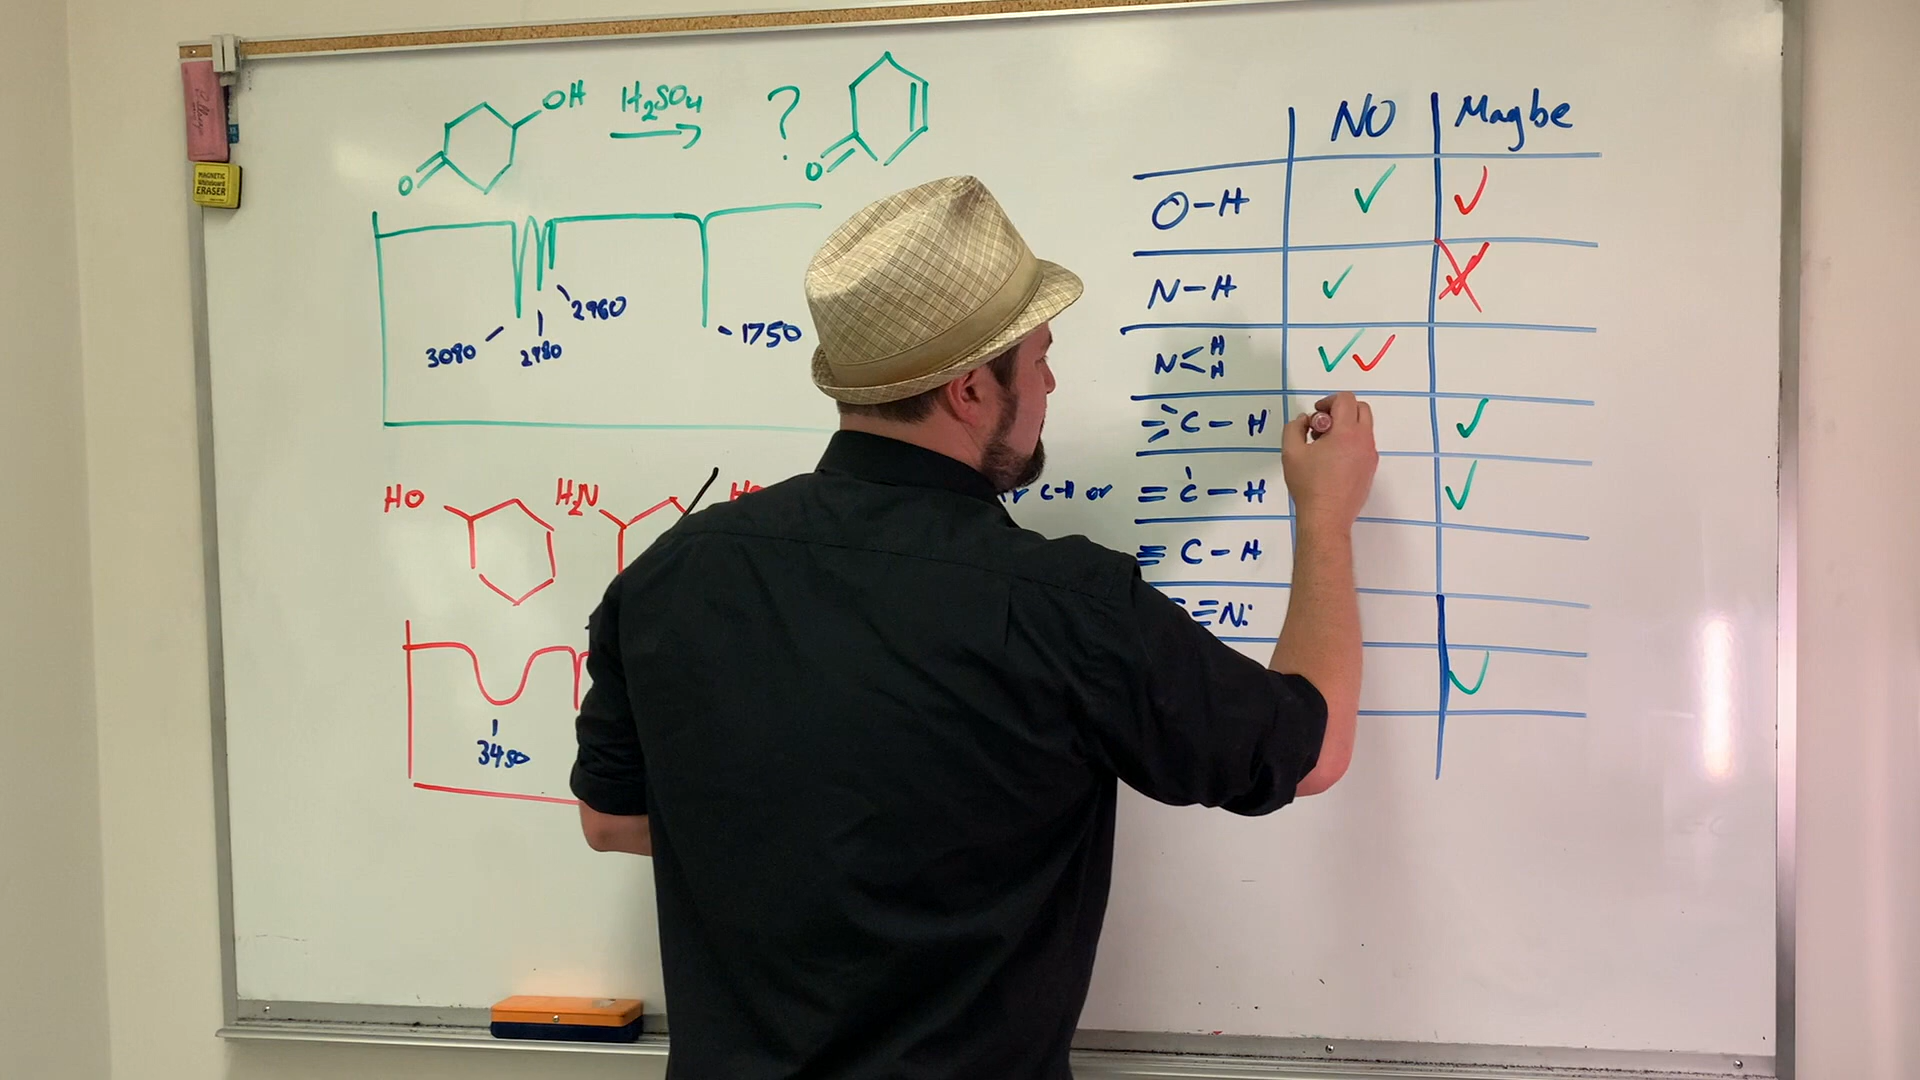 OH H2SO4 ?
O O
3080 2980 2960 1750
HO H2N HO
3450
NO Maybe
O-H
N-H
N H
H
C-H
C-H or = C-H
≡ C-H
≡N:
MAGNETIC
Whiteboard
ERASER